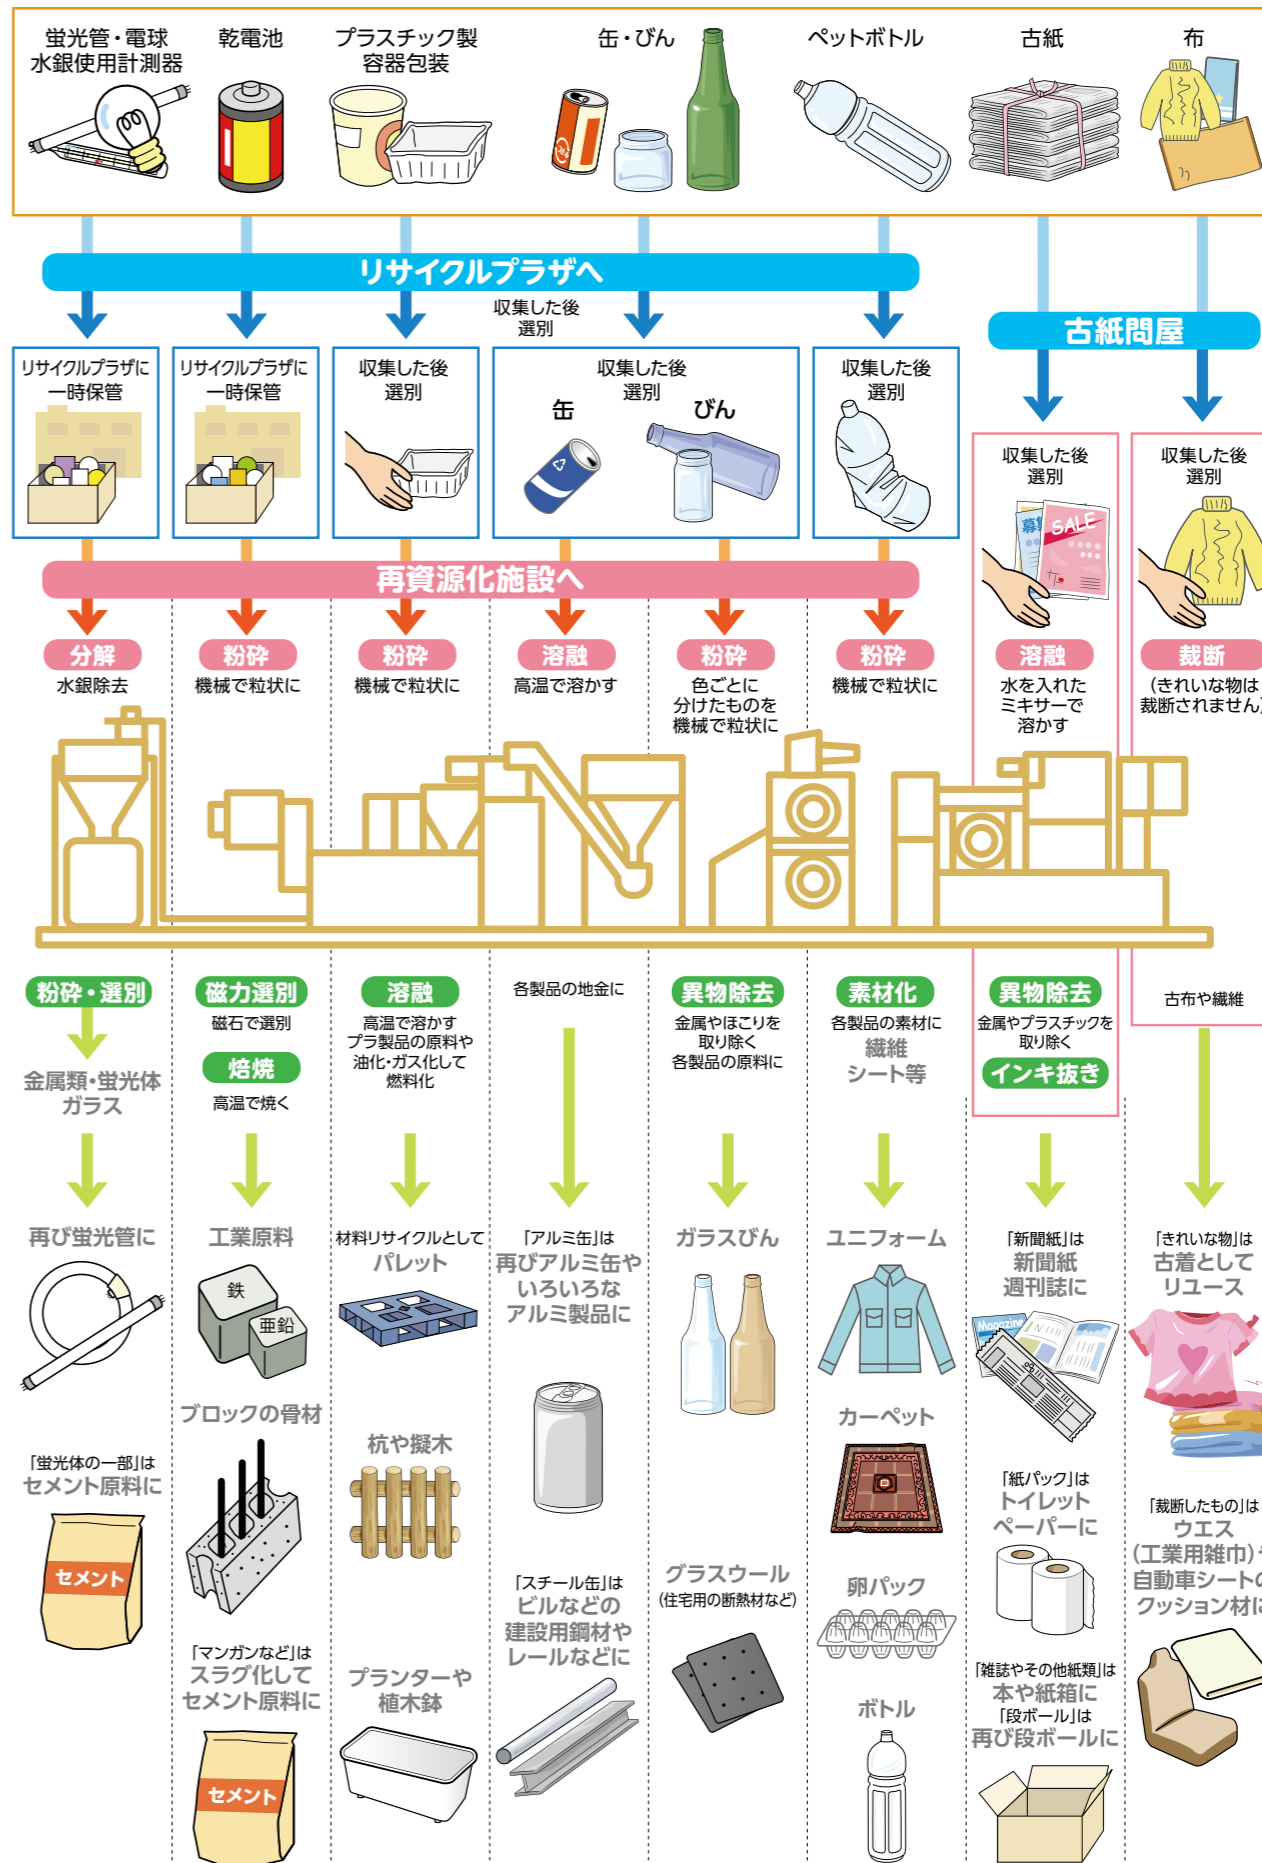 蛍光管・電球
水銀使用計測器
乾電池
プラスチック製
容器包装
缶・びん
ペットボトル
古紙
布
リサイクルプラザへ
古紙問屋
収集した後
選別
リサイクルプラザに
一時保管
リサイクルプラザに
一時保管
収集した後
選別
収集した後
選別
缶
びん
収集した後
選別
収集した後
選別
募集
SALE
収集した後
選別
再資源化施設へ
分解
水銀除去
粉砕
機械で粒状に
粉砕
機械で粒状に
溶融
高温で溶かす
粉砕
色ごとに
分けたものを
機械で粒状に
粉砕
機械で粒状に
溶融
水を入れた
ミキサーで
溶かす
裁断
(きれいな物は
裁断されません)
粉砕・選別
金属類・蛍光体
ガラス
磁力選別
磁石で選別
焙焼
高温で焼く
溶融
高温で溶かす
プラ製品の原料や
油化・ガス化して
燃料化
各製品の地金に
異物除去
金属やほこりを
取り除く
各製品の原料に
素材化
各製品の素材に
繊維
シート等
異物除去
金属やプラスチックを
取り除く
インキ抜き
古布や繊維
再び蛍光管に
「蛍光体の一部」は
セメント原料に
セメント
工業原料
鉄
亜鉛
ブロックの骨材
「マンガンなど」は
スラグ化して
セメント原料に
セメント
材料リサイクルとして
パレット
杭や擬木
プランターや
植木鉢
「アルミ缶」は
再びアルミ缶や
いろいろな
アルミ製品に
「スチール缶」は
ビルなどの
建設用鋼材や
レールなどに
ガラスびん
グラスウール
(住宅用の断熱材など)
ユニフォーム
カーペット
卵パック
ボトル
「新聞紙」は
新聞紙
週刊誌に
Magazine
「紙パック」は
トイレット
ペーパーに
「雑誌やその他紙類」は
本や紙箱に
「段ボール」は
再び段ボールに
「きれいな物」は
古着として
リユース
「裁断したもの」は
ウエス
(工業用雑巾)や
自動車シートの
クッション材に